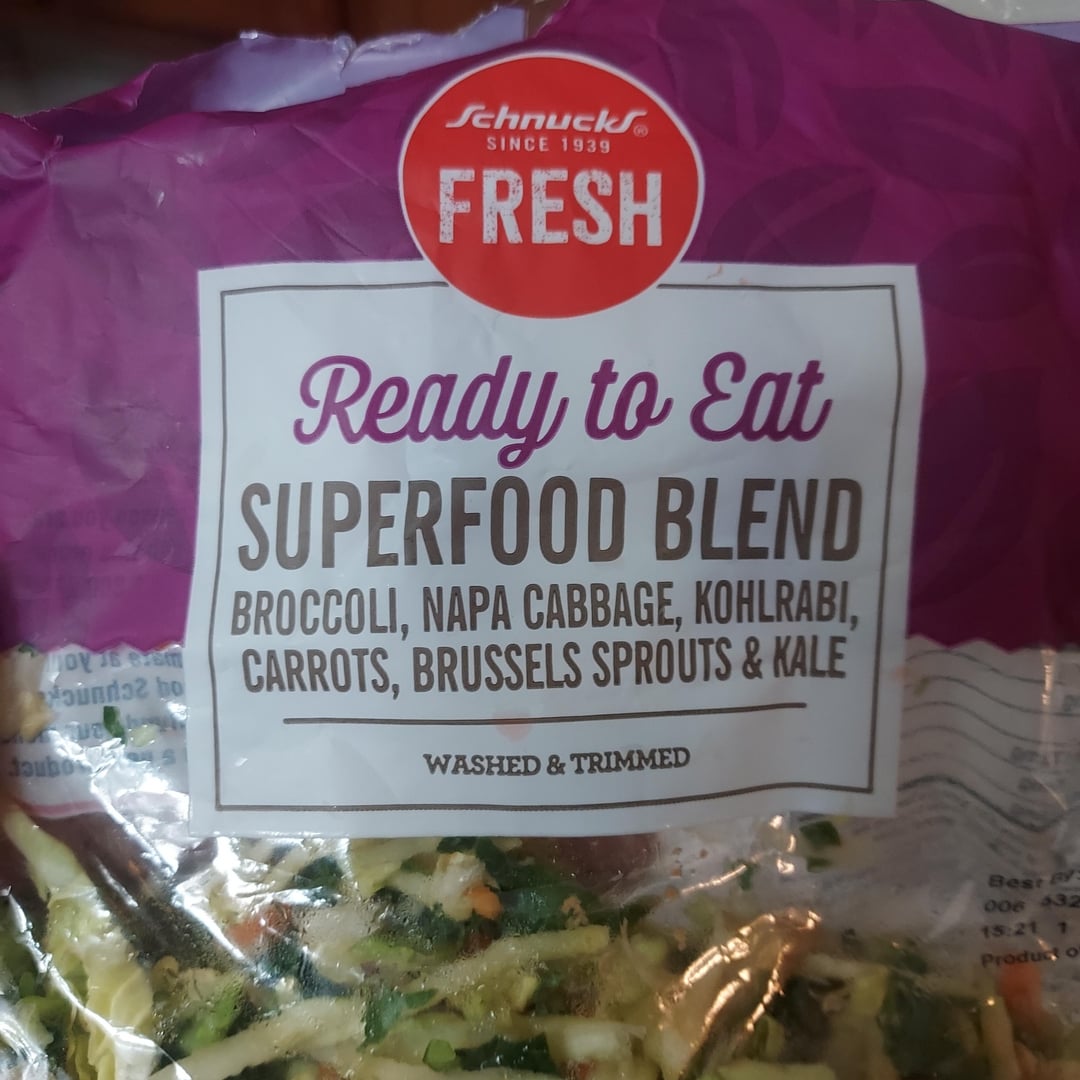 Schnucks®
SINCE 1939
FRESH
Ready to Eat
SUPERFOOD BLEND
BROCCOLI, NAPA CABBAGE, KOHLRABI,
CARROTS, BRUSSELS SPROUTS & KALE
WASHED & TRIMMED
Best
006
15:21 1
Product